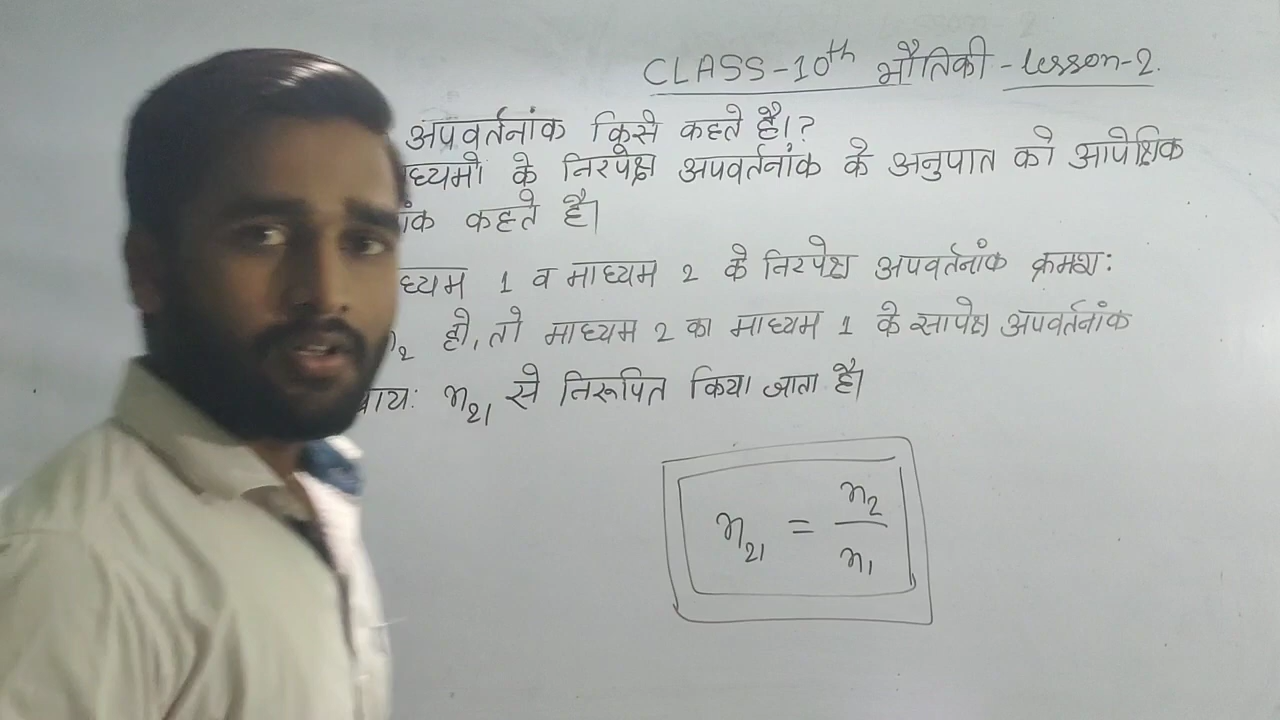 CLASS-10th भौतिकी - lesson-2.
अपवर्तनांक किसे कहते है।?
ध्यमों के निरपेक्ष अपवर्तनांक के अनुपात को आपेक्षिक
ांक कहते है।
ध्यम 1 व माध्यम 2 के निरपेक्ष अपवर्तनांक क्रमशः
2 हो, तो माध्यम 2 का माध्यम 1 के सापेक्ष अपवर्तनांक
प्रायः n21 से निरूपित किया जाता है।
n21 = n2/n1